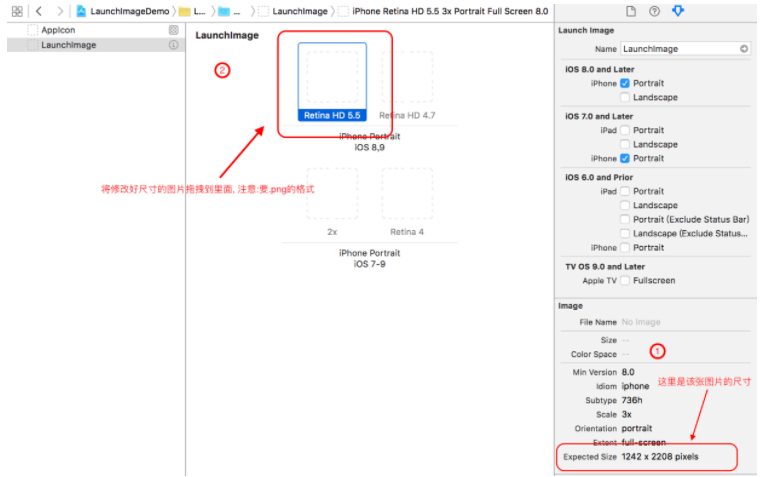 LaunchImageDemo
L...
...
LaunchImage
iPhone Retina HD 5.5 3x Portrait Full Screen 8.0
AppIcon
LaunchImage
1
LaunchImage
②
Retina HD 5.5
Retina HD 4.7
iPhone Portrait
iOS 8,9
将修改好尺寸的图片拖拽到里面, 注意:要.png的格式
2x
Retina 4
iPhone Portrait
iOS 7-9
Launch Image
Name LaunchImage
iOS 8.0 and Later
iPhone Portrait
Landscape
iOS 7.0 and Later
iPad Portrait
Landscape
iPhone Portrait
iOS 6.0 and Prior
iPad Portrait
Landscape
Portrait (Exclude Status Bar)
Landscape (Exclude Status...
iPhone Portrait
TV OS 9.0 and Later
Apple TV Fullscreen
Image
File Name No Image
Size --
Color Space --
①
Min Version 8.0
Idiom iphone
这里是该张图片的尺寸
Subtype 736h
Scale 3x
Orientation portrait
Extent full-screen
Expected Size 1242 x 2208 pixels